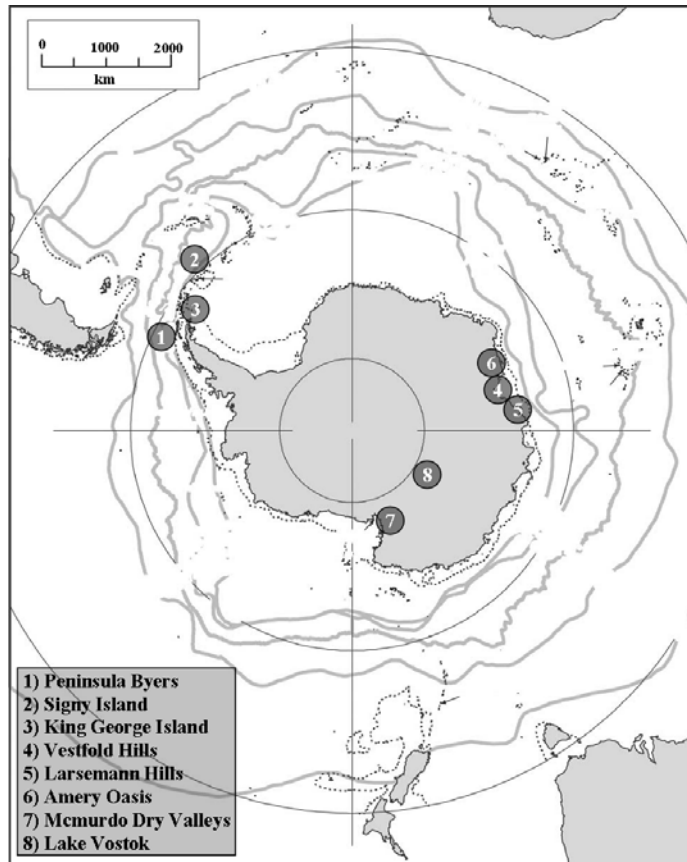 0 1000 2000
km
2
3
1
6
4
5
8
7
1) Peninsula Byers
2) Signy Island
3) King George Island
4) Vestfold Hills
5) Larsemann Hills
6) Amery Oasis
7) Mcmurdo Dry Valleys
8) Lake Vostok